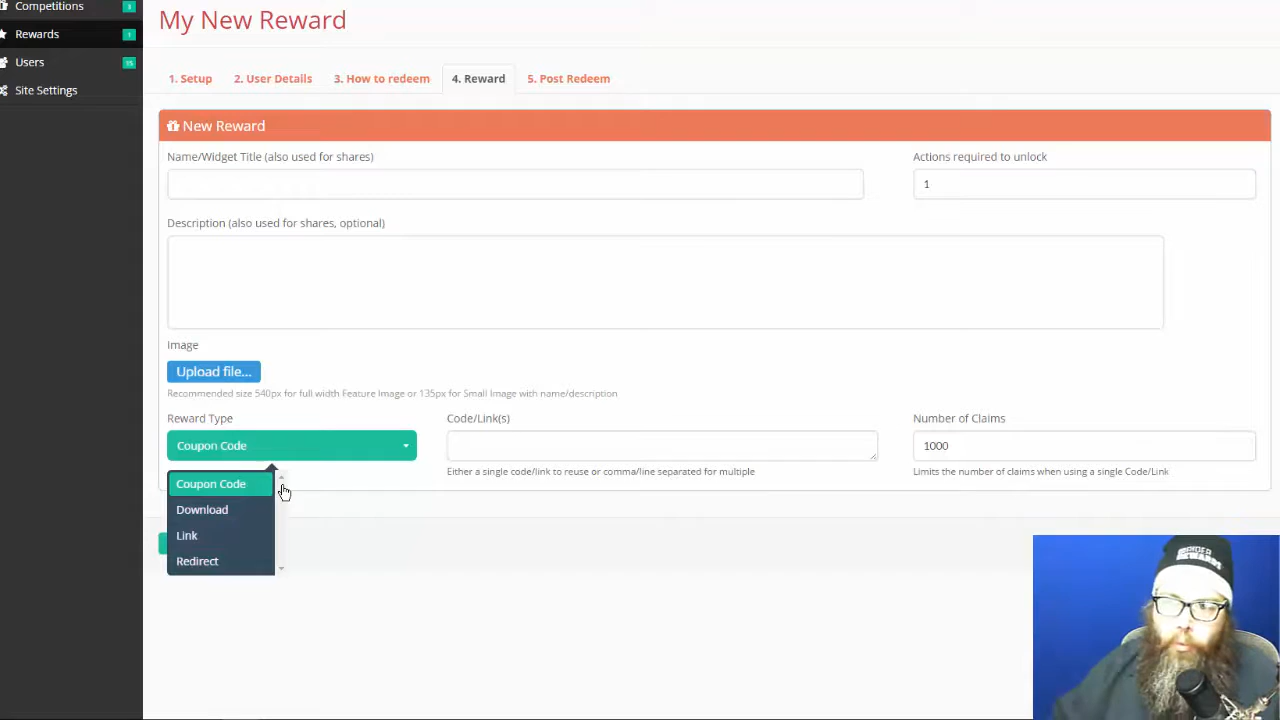 Competitions
Rewards 1
Users 15
Site Settings
My New Reward
1. Setup 2. User Details 3. How to redeem 4. Reward 5. Post Redeem
New Reward
Name/Widget Title (also used for shares) Actions required to unlock
1
Description (also used for shares, optional)
Image
Upload file...
Recommended size 540px for full width Feature Image or 135px for Small Image with name/description
Reward Type Code/Link(s) Number of Claims
Coupon Code 1000
Either a single code/link to reuse or comma/line separated for multiple Limits the number of claims when using a single Code/Link
Coupon Code
Download
Link
Redirect